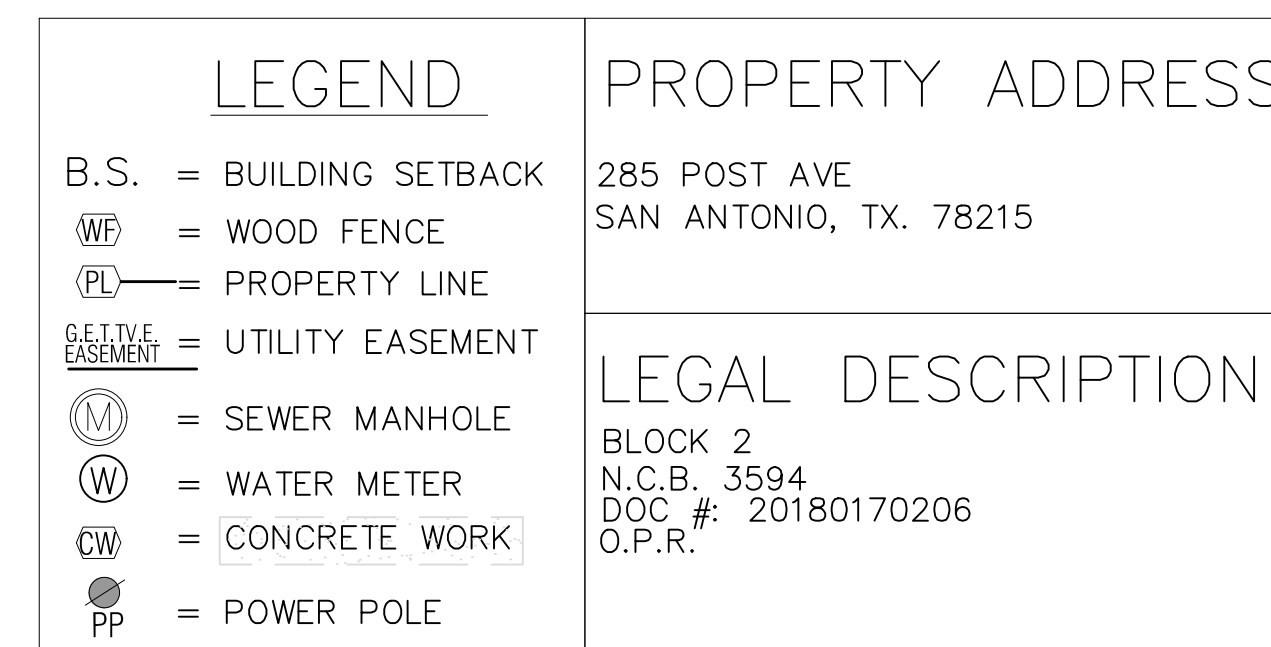 LEGEND
B.S. = BUILDING SETBACK
WF = WOOD FENCE
PL = PROPERTY LINE
G.E.T.TV.E.
EASEMENT = UTILITY EASEMENT
M = SEWER MANHOLE
W = WATER METER
CW = CONCRETE WORK
PP = POWER POLE
PROPERTY ADDRESS
285 POST AVE
SAN ANTONIO, TX. 78215
LEGAL DESCRIPTION
BLOCK 2
N.C.B. 3594
DOC #: 20180170206
O.P.R.